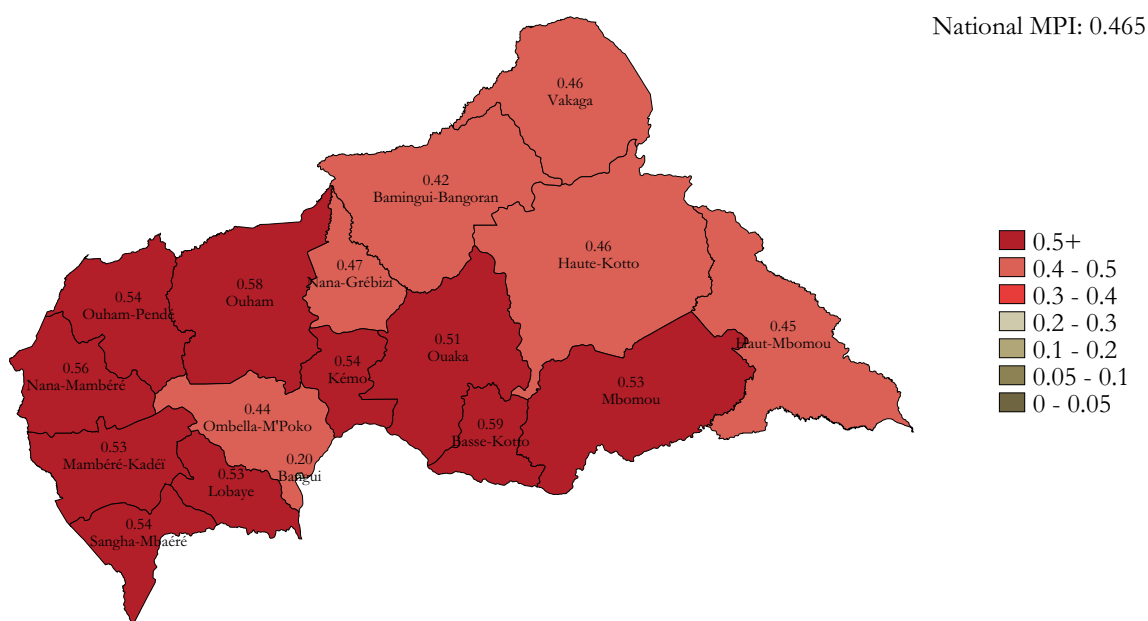 National MPI: 0.465
0.46
Vakaga
0.42
Bamingui-Bangoran
0.46
Haute-Kotto
0.47
Nana-Grébizi
0.58
Ouham
0.54
Ouham-Pendé
0.45
Haut-Mbomou
0.51
Ouaka
0.54
Kémo
0.56
Nana-Mambéré
0.53
Mbomou
0.44
Ombella-M'Poko
0.59
Basse-Kotto
0.53
Mambéré-Kadéï
0.20
Bangui
0.53
Lobaye
0.54
Sangha-Mbaéré
0.5+
0.4 - 0.5
0.3 - 0.4
0.2 - 0.3
0.1 - 0.2
0.05 - 0.1
0 - 0.05